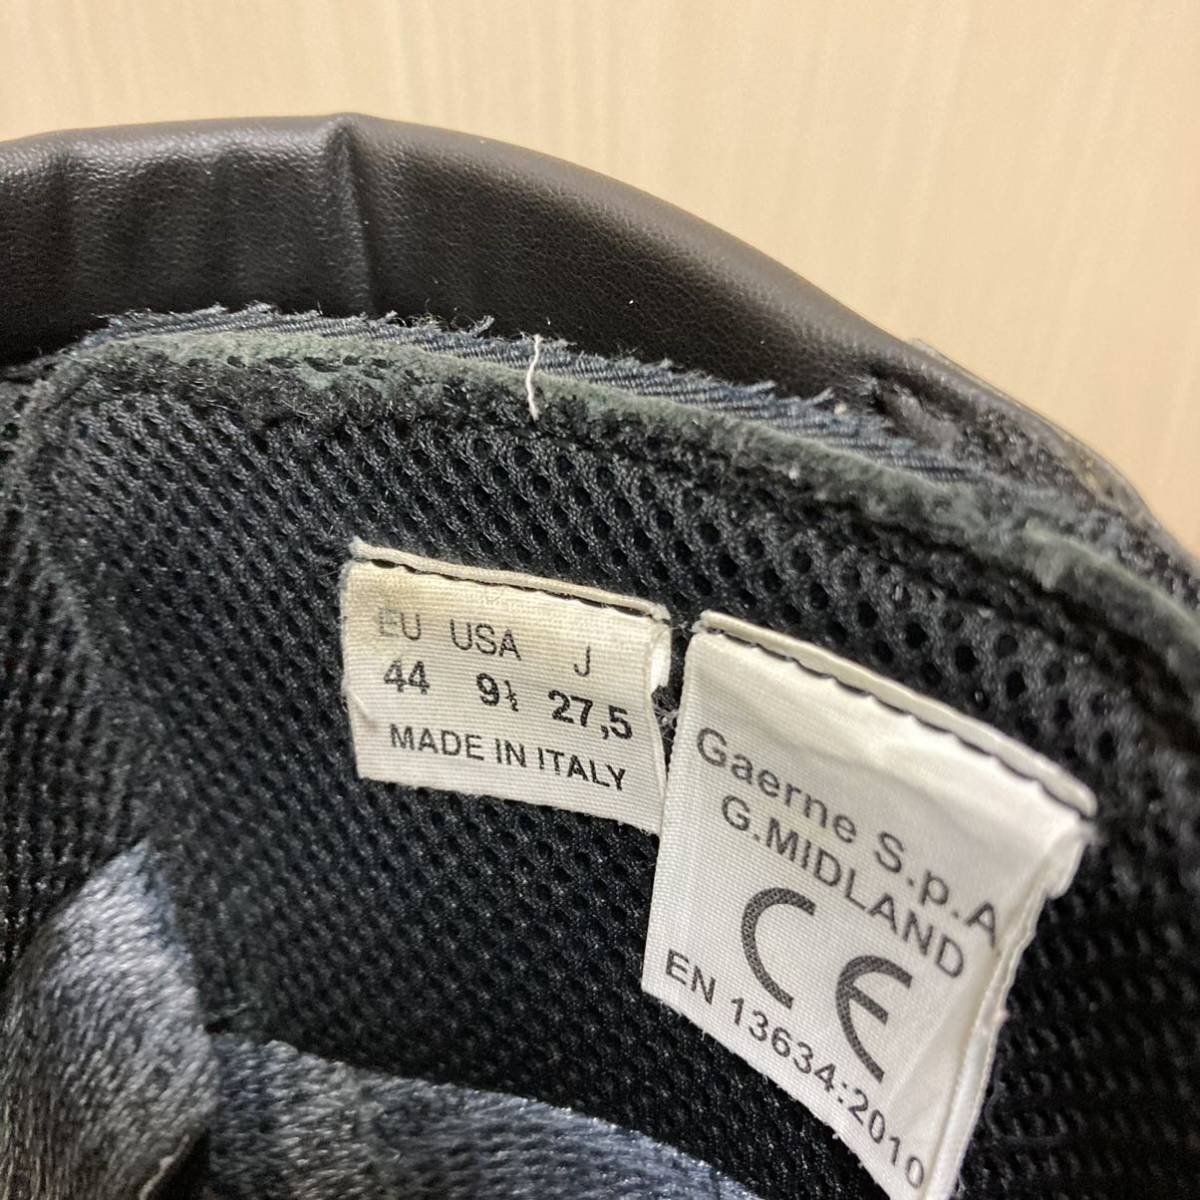 EU USA J
44 9½ 27,5
MADE IN ITALY
Gaerne S.p.A
G.MIDLAND
CE
EN 13634:2010